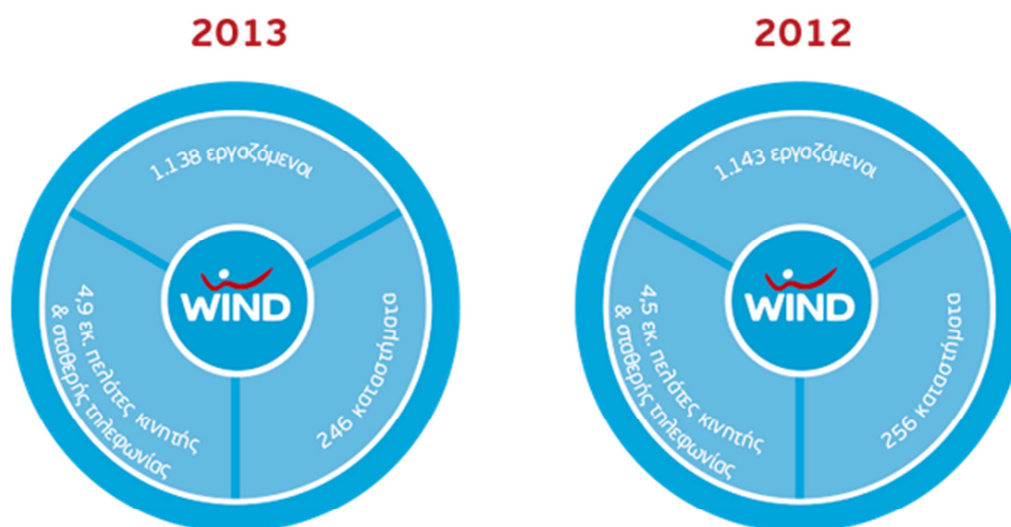 2013
1.138 εργαζόμενοι
4,9 εκ. πελάτες κινητής
& σταθερής τηλεφωνίας
246 καταστήματα
WIND
2012
1.143 εργαζόμενοι
4,5 εκ. πελάτες κινητής
& σταθερής τηλεφωνίας
256 καταστήματα
WIND